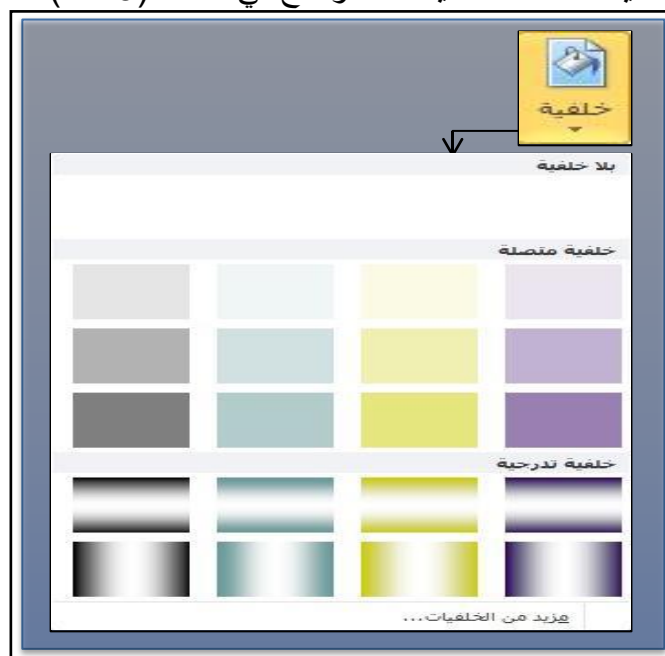 خلفية
بلا خلفية
خلفية متصلة
خلفية تدرجية
مزيد من الخلفيات...